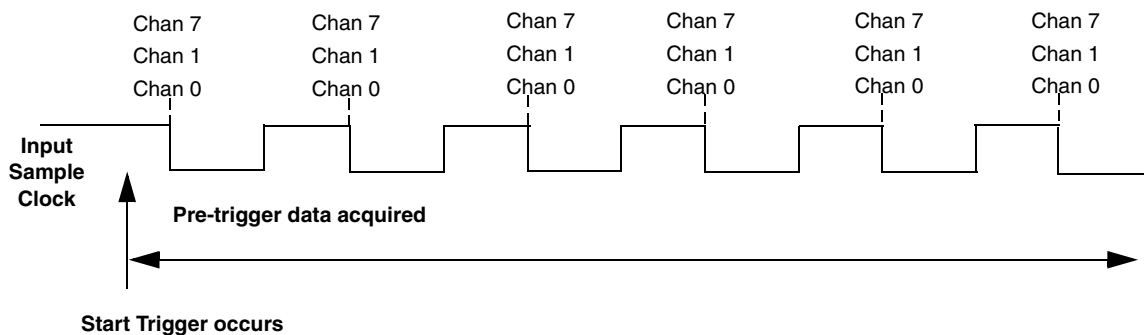 Chan 7 Chan 7 Chan 7 Chan 7 Chan 7 Chan 7
Chan 1 Chan 1 Chan 1 Chan 1 Chan 1 Chan 1
Chan 0 Chan 0 Chan 0 Chan 0 Chan 0 Chan 0
Input
Sample
Clock
Pre-trigger data acquired
Start Trigger occurs